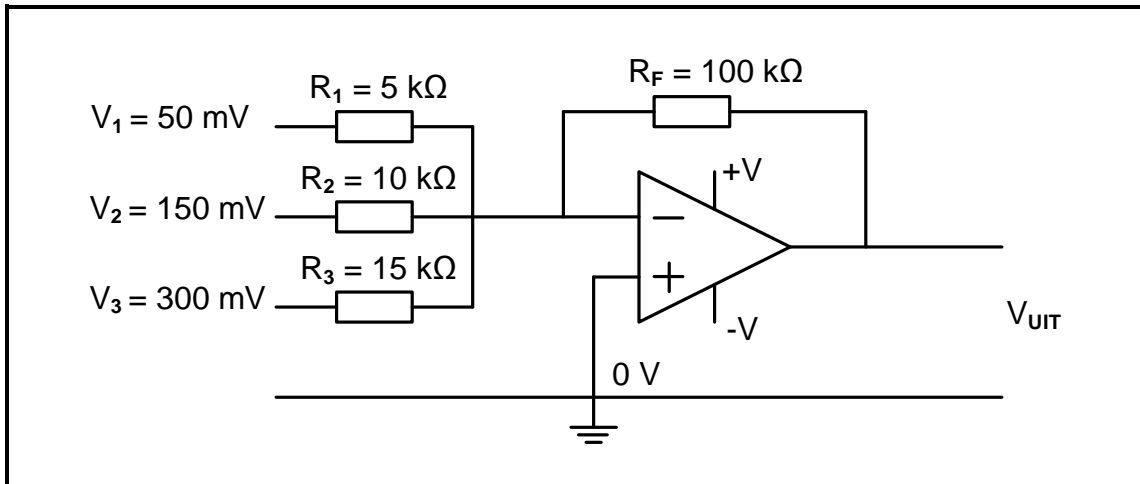 R₁ = 5 kΩ
R_F = 100 kΩ
V₁ = 50 mV
R₂ = 10 kΩ
+V
V₂ = 150 mV
−
R₃ = 15 kΩ
+
V₃ = 300 mV
-V
V_UIT
0 V